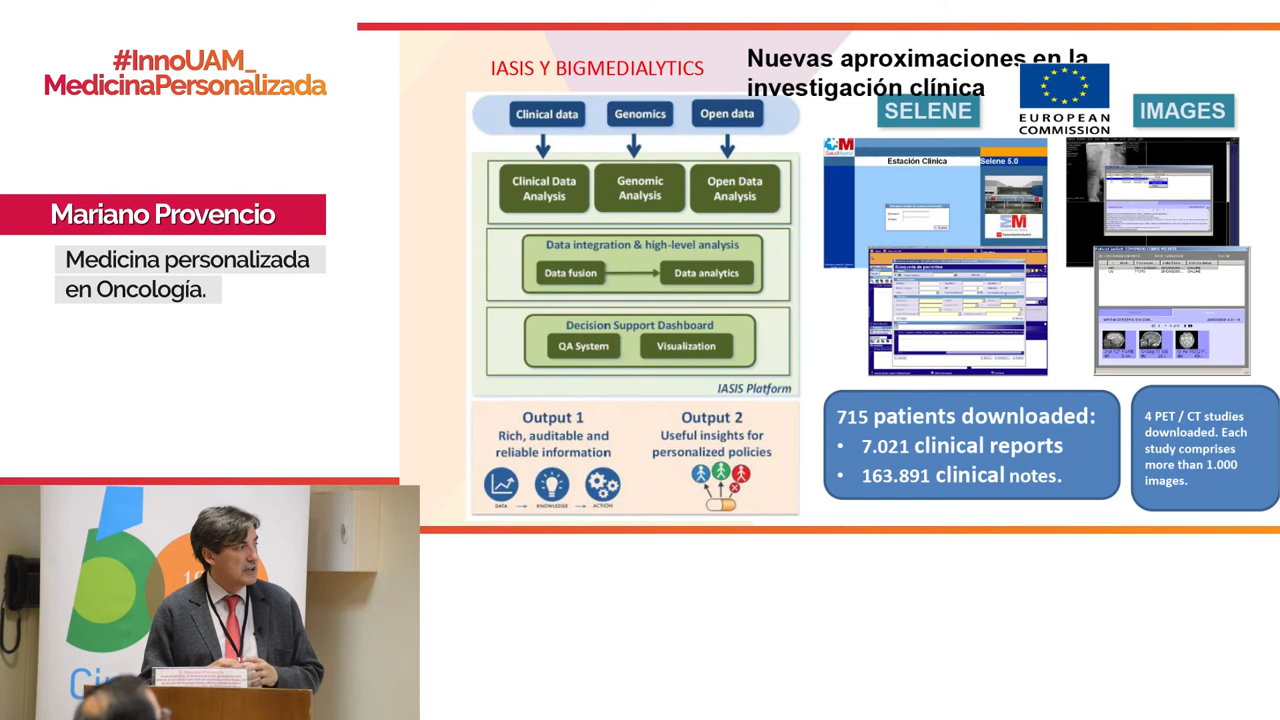 #InnoUAM_
MedicinaPersonalizada
Mariano Provencio
Medicina personalizada
en Oncología.
IASIS Y BIGMEDIALYTICS
Nuevas aproximaciones en la
investigación clínica
Clinical data
Genomics
Open data
Clinical Data
Analysis
Genomic
Analysis
Open Data
Analysis
Data integration & high-level analysis
Data fusion
Data analytics
Decision Support Dashboard
QA System
Visualization
IASIS Platform
Output 1
Rich, auditable and
reliable information
DATA
KNOWLEDGE
ACTION
Output 2
Useful insights for
personalized policies
SELENE
EUROPEAN
COMMISSION
IMAGES
Estación Clínica
Selene 5.0
715 patients downloaded:
• 7.021 clinical reports
• 163.891 clinical notes.
4 PET / CT studies
downloaded. Each
study comprises
more than 1.000
images.